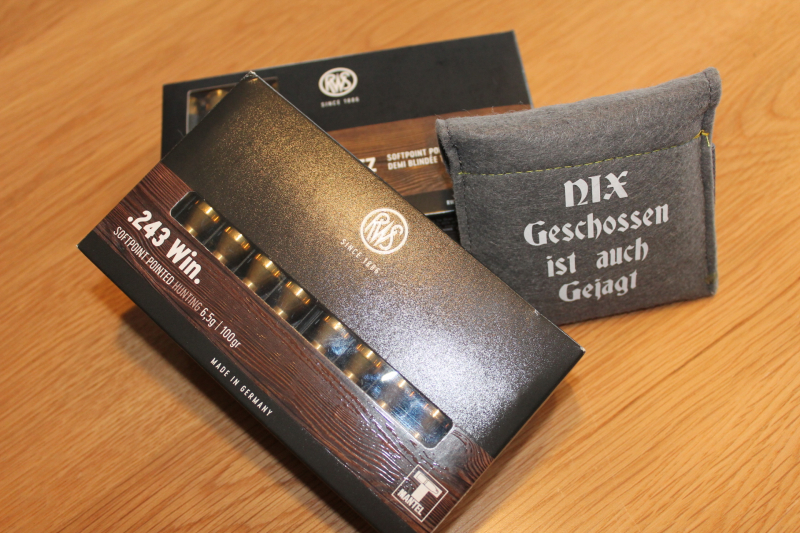 RWS
SINCE 1886
SOFTPOINT
DEMI BLINDÉE
RWS
SINCE 1886
.243 Win.
SOFTPOINT POINTED HUNTING 6,5g | 100gr
MADE IN GERMANY
T
MANTEL
NIX
Geschossen
ist auch
Gejagt